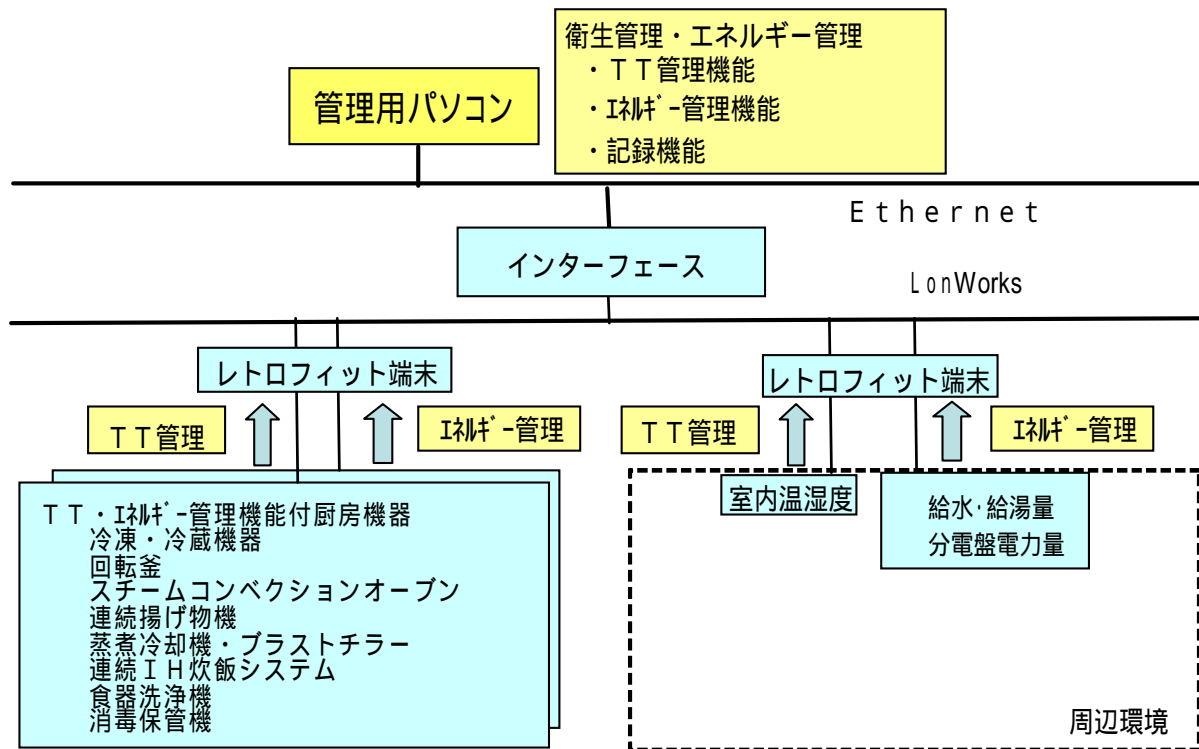 管理用パソコン
衛生管理・エネルギー管理
・ＴＴ管理機能
・ｴﾈﾙｷﾞｰ管理機能
・記録機能
Ｅｔｈｅｒｎｅｔ
インターフェース
ＬｏｎWorks
レトロフィット端末
レトロフィット端末
ＴＴ管理
ｴﾈﾙｷﾞｰ管理
ＴＴ管理
ｴﾈﾙｷﾞｰ管理
ＴＴ・ｴﾈﾙｷﾞｰ管理機能付厨房機器
冷凍・冷蔵機器
回転釜
スチームコンベクションオーブン
連続揚げ物機
蒸煮冷却機・ブラストチラー
連続ＩＨ炊飯システム
食器洗浄機
消毒保管機
室内温湿度
給水･給湯量
分電盤電力量
周辺環境